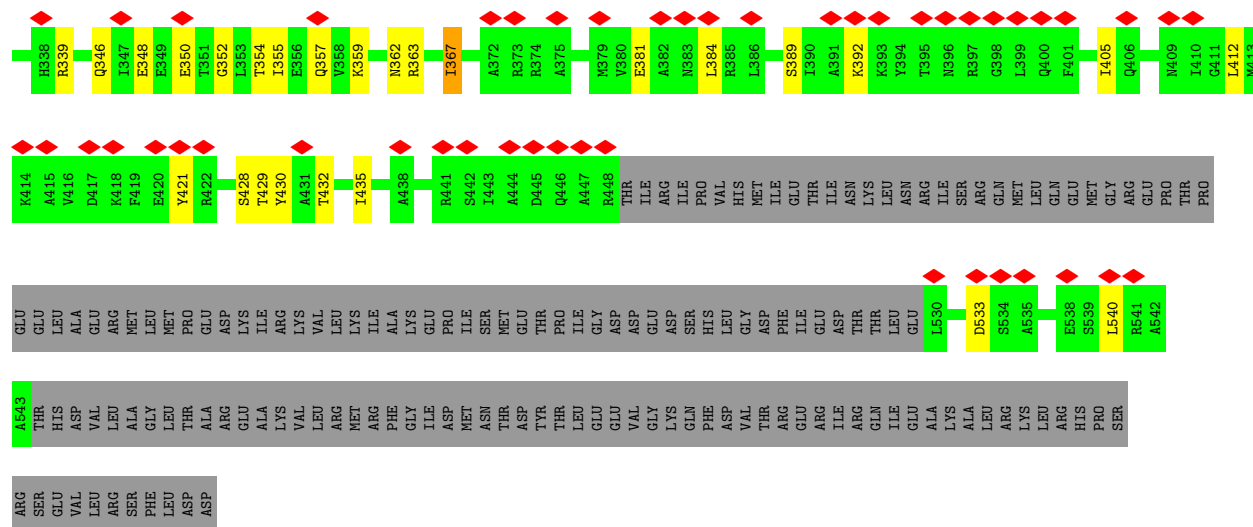 H338 R339 Q346 I347 E348 E349 E350 T351 G352 L353 T354 I355 E356 Q357 V358 K359 N362 R363 I367 A372 R373 R374 A375 M379 V380 E381 A382 N383 L384 R385 L386 S389 I390 A391 K392 K393 Y394 T395 N396 R397 G398 L399 Q400 F401 I405 Q406 N409 I410 G411 L412 M413
K414 A415 V416 D417 K418 F419 E420 Y421 R422 S428 T429 Y430 A431 T432 I435 A438 R441 S442 I443 A444 D445 Q446 A447 R448 THR ILE ARG ILE PRO VAL HIS MET ILE GLU THR ILE ASN LYS LEU ASN ARG ILE SER ARG GLN MET LEU GLN GLU MET GLY ARG GLU PRO THR PRO
GLU GLU LEU ALA GLU ARG MET LEU MET PRO GLU ASP LYS ILE ARG LYS VAL LEU LYS ILE ALA LYS GLU PRO ILE SER MET GLU THR PRO ILE GLY ASP ASP GLU ASP SER HIS LEU GLY ASP PHE ILE GLU ASP THR THR LEU GLU L530 D533 S534 A535 E538 S539 L540 R541 A542
A543 THR HIS ASP VAL LEU ALA GLY LEU THR ALA ARG GLU ALA LYS VAL LEU ARG MET ARG PHE GLY ILE ASP MET ASN THR ASP TYR THR LEU GLU GLU VAL GLY LYS GLN PHE ASP VAL THR ARG GLU ARG ILE ARG GLN ILE GLU ALA LYS ALA LEU ARG LYS LEU ARG HIS PRO SER
ARG SER GLU VAL LEU ARG SER PHE LEU ASP ASP